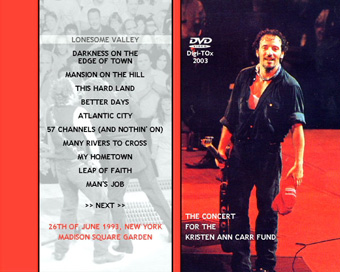 LONESOME VALLEY
DARKNESS ON THE
EDGE OF TOWN
MANSION ON THE HILL
THIS HARD LAND
BETTER DAYS
ATLANTIC CITY
57 CHANNELS (AND NOTHIN' ON)
MANY RIVERS TO CROSS
MY HOMETOWN
LEAP OF FAITH
MAN'S JOB
>> NEXT >>
26TH OF JUNE 1993, NEW YORK
MADISON SQUARE GARDEN
DVD
Digi-TOx
2003
THE CONCERT
FOR THE
KRISTEN ANN CARR FUND